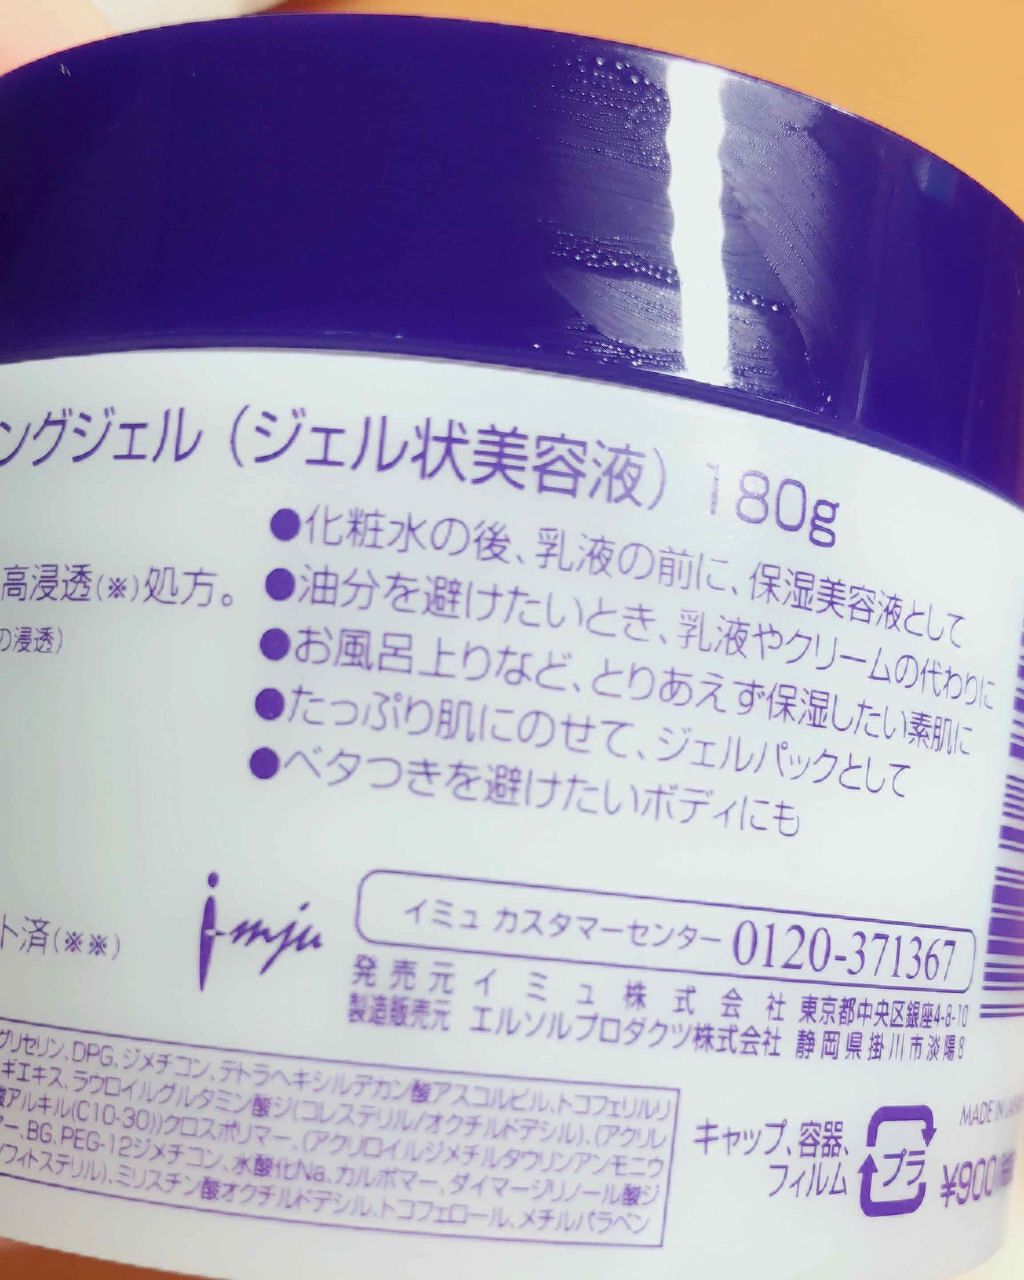 ングジェル（ジェル状美容液） 180g
●化粧水の後、乳液の前に、保湿美容液として
高浸透(※)処方。
●油分を避けたいとき、乳液やクリームの代わりに
の浸透)
●お風呂上りなど、とりあえず保湿したい素肌に
●たっぷり肌にのせて、ジェルパックとして
●ベタつきを避けたいボディにも
ト済(※※)
i-mju
イミュ カスタマーセンター 0120-371367
発売元 イミュ株式会社 東京都中央区銀座4-8-10
製造販売元 エルソルプロダクツ株式会社 静岡県掛川市淡陽8
グリセリン、DPG、ジメチコン、テトラヘキシルデカン酸アスコルビル、トコフェリルリ
ギエキス、ラウロイルグルタミン酸ジ(コレステリル/オクチルドデシル)、(アクリレ
酸アルキル(C10-30))クロスポリマー、(アクリロイルジメチルタウリンアンモニウ
アー、BG、PEG-12ジメチコン、水酸化Na、カルボマー、ダイマージリノール酸ジ
フィトステリル)、ミリスチン酸オクチルドデシル、トコフェロール、メチルパラベン
キャップ、容器、
フィルム
プラ
MADE IN JAPAN
¥900